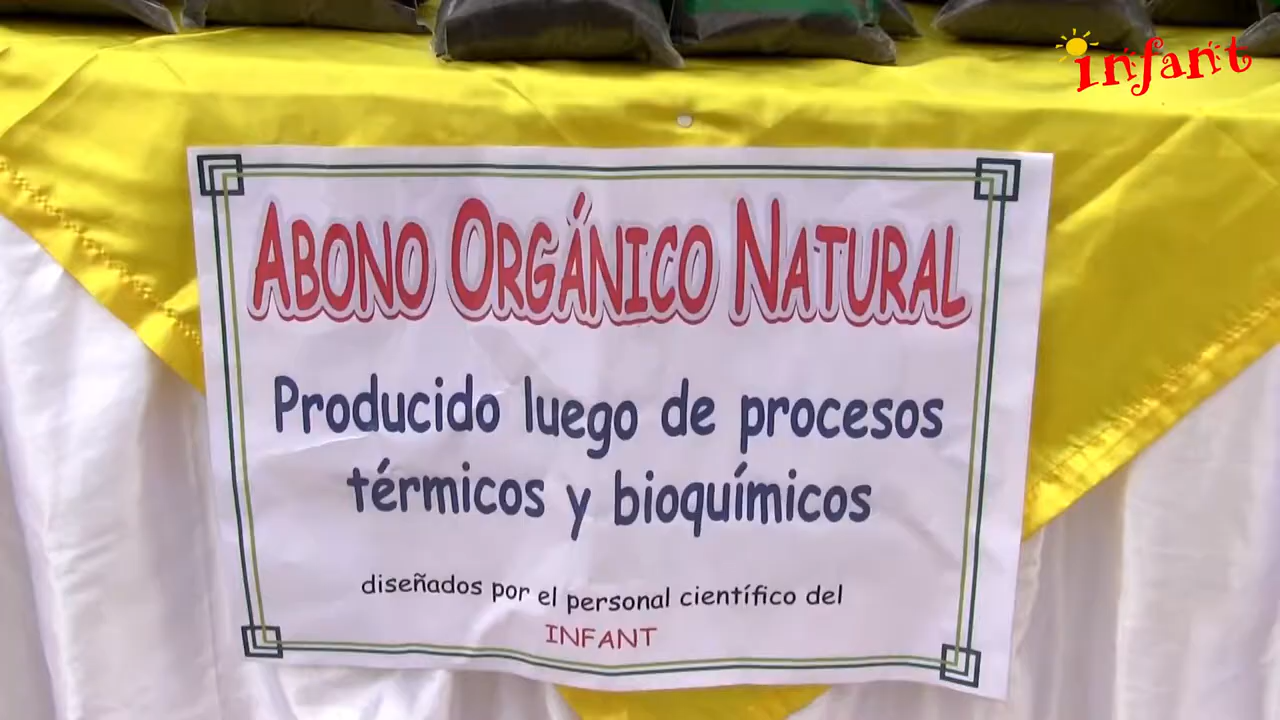 infant
ABONO ORGÁNICO NATURAL
Producido luego de procesos
térmicos y bioquímicos
diseñados por el personal científico del
INFANT